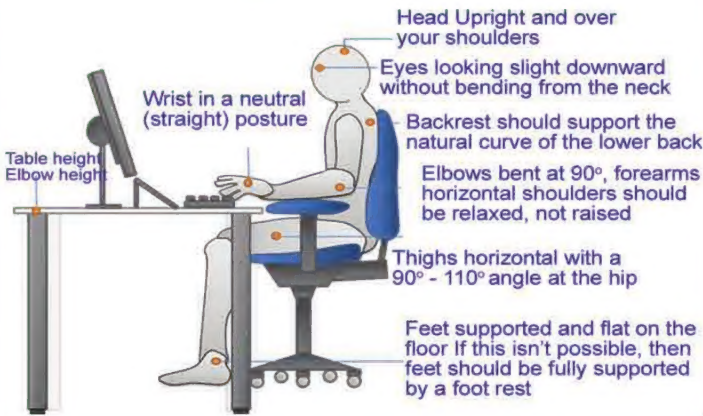 Head Upright and over
your shoulders
Eyes looking slight downward
without bending from the neck
Wrist in a neutral
(straight) posture
Backrest should support the
natural curve of the lower back
Table height
Elbow height
Elbows bent at 90°, forearms
horizontal shoulders should
be relaxed, not raised
Thighs horizontal with a
90° - 110° angle at the hip
Feet supported and flat on the
floor If this isn't possible, then
feet should be fully supported
by a foot rest